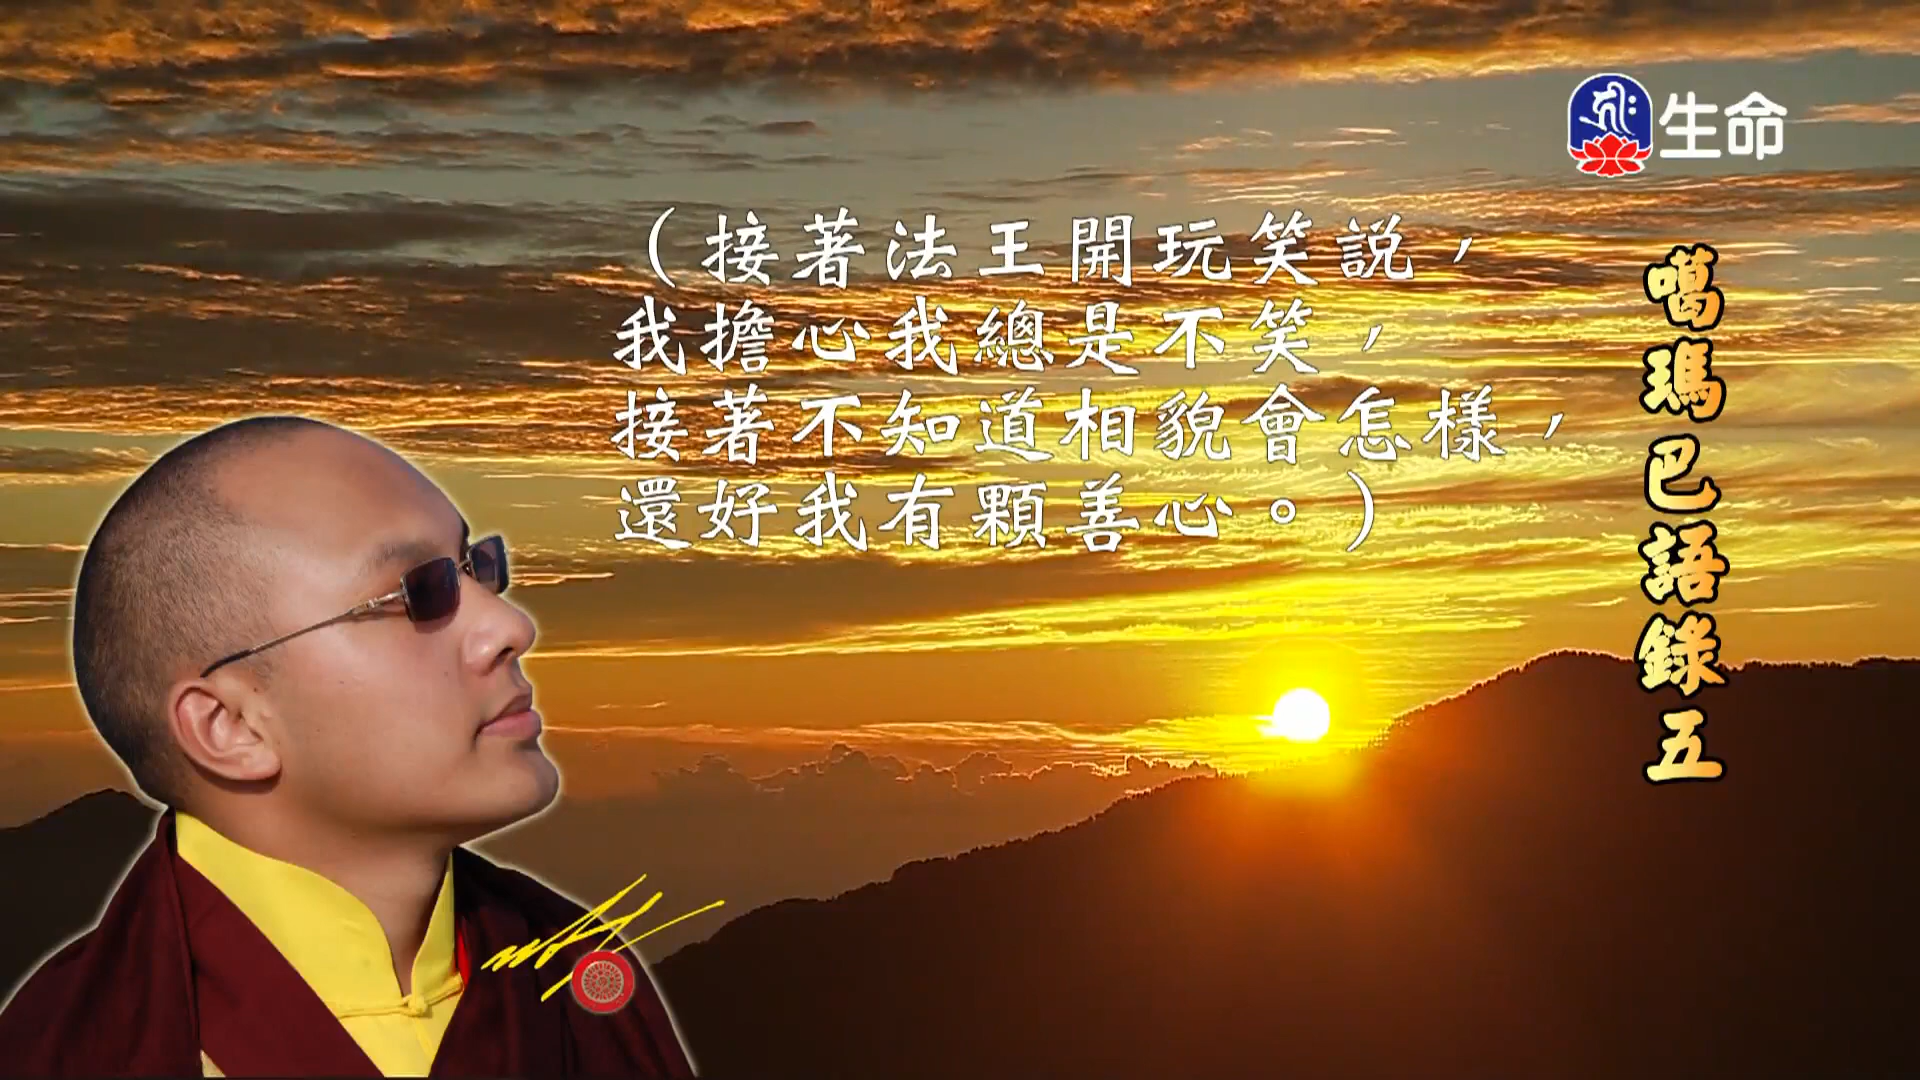 生命
（接著法王開玩笑説，
我擔心我總是不笑，
接著不知道相貌會怎樣，
還好我有顆善心。）
噶瑪巴語錄五